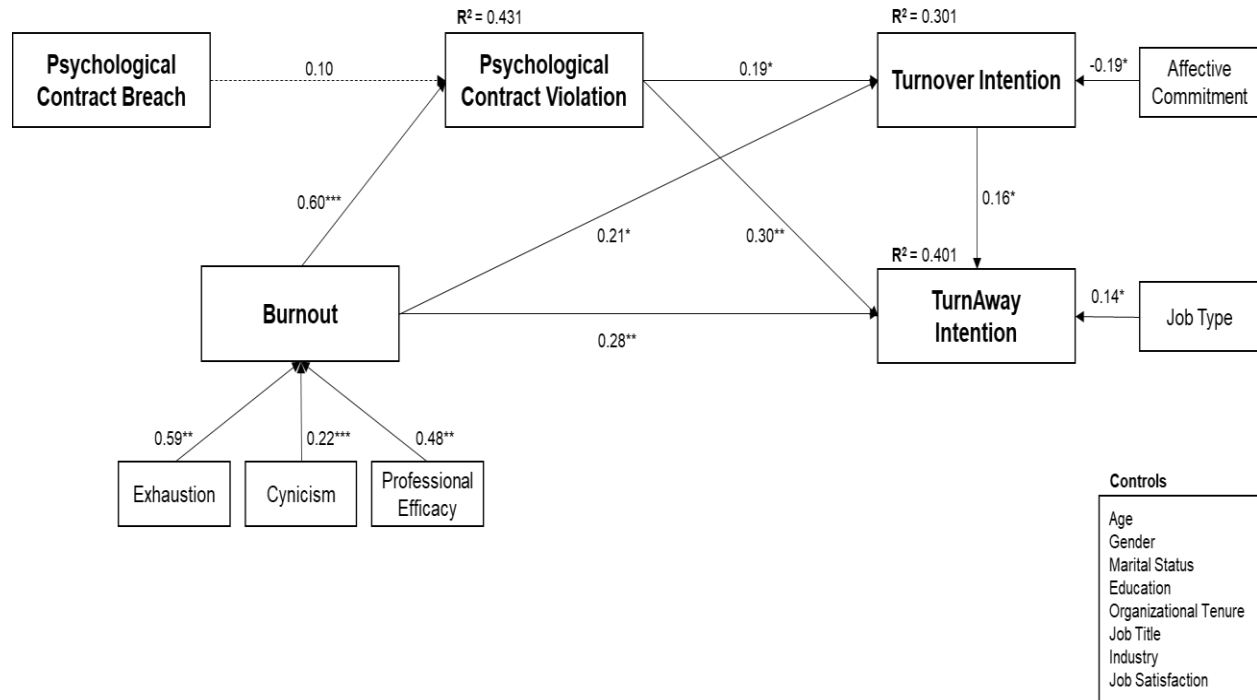 R² = 0.431
R² = 0.301
Psychological
Contract Breach
0.10
Psychological
Contract Violation
0.19*
Turnover Intention
-0.19*
Affective
Commitment
0.60***
0.21*
0.30**
0.16*
R² = 0.401
Burnout
0.28**
TurnAway
Intention
0.14*
Job Type
0.59**
0.22***
0.48**
Exhaustion
Cynicism
Professional
Efficacy
Controls
Age
Gender
Marital Status
Education
Organizational Tenure
Job Title
Industry
Job Satisfaction